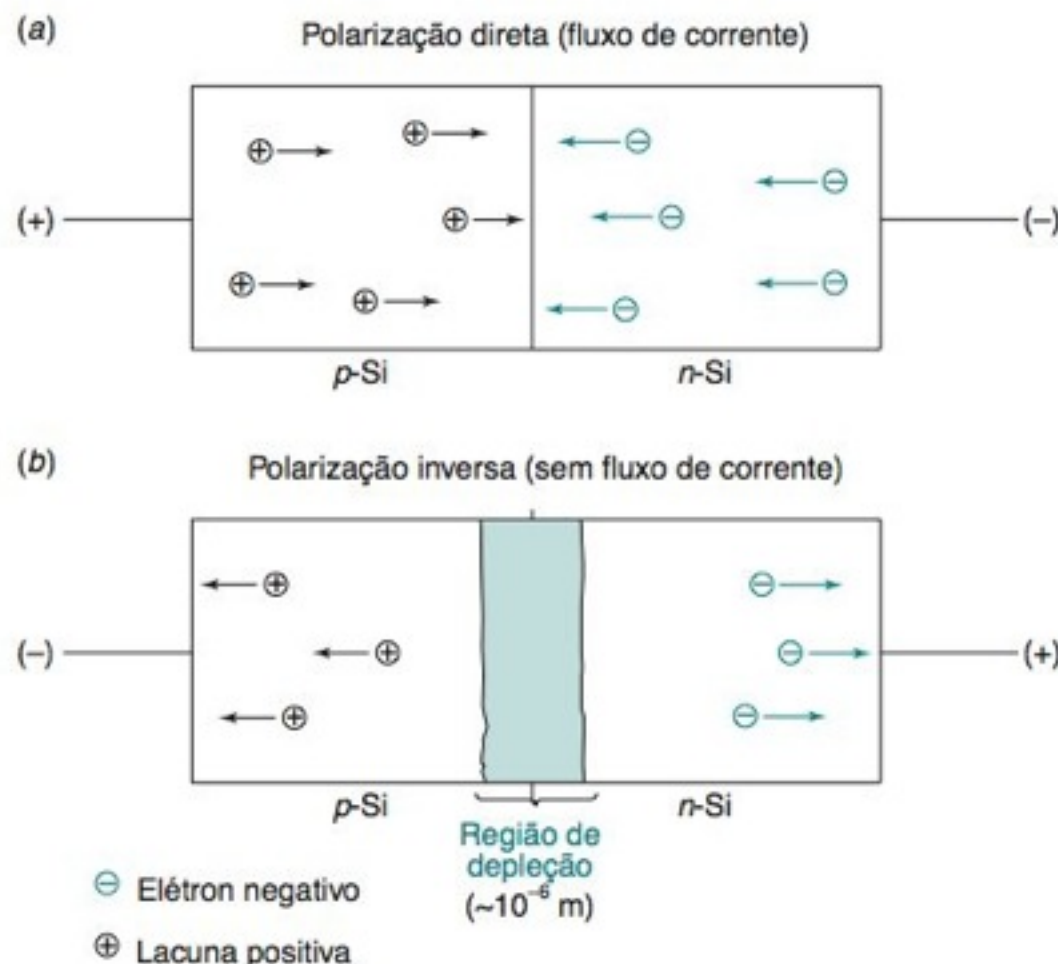 (a)
Polarização direta (fluxo de corrente)
(+)
(–)
p-Si
n-Si
(b)
Polarização inversa (sem fluxo de corrente)
(–)
(+)
p-Si
n-Si
Região de
depleção
(~10⁻⁶ m)
⊖ Elétron negativo
⊕ Lacuna positiva